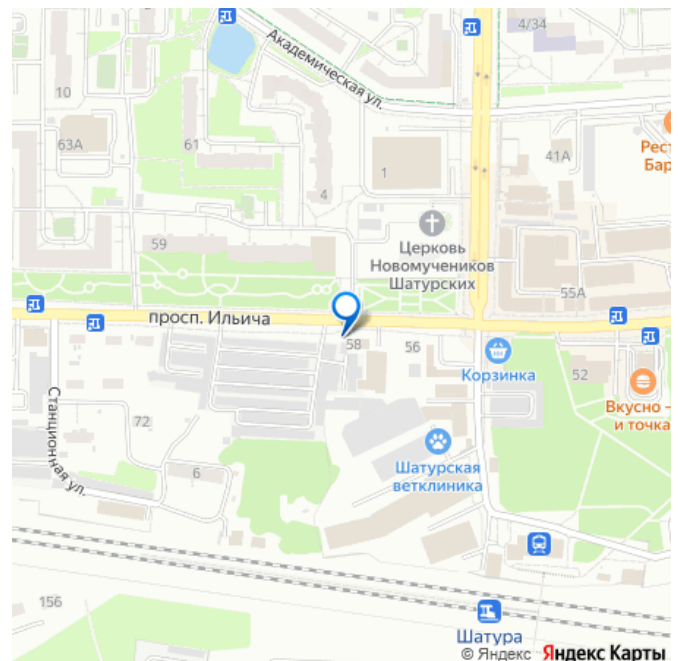 4/34
Академическая ул.
10
63А
61
41А
Рест
Бар
1
4
Церковь
Новомучеников
Шатурских
59
55А
просп. Ильича
58
56
Корзинка
52
Вкусно –
и точка
Станционная ул.
72
6
Шатурская
ветклиника
156
Шатура
© Яндекс Яндекс Карты